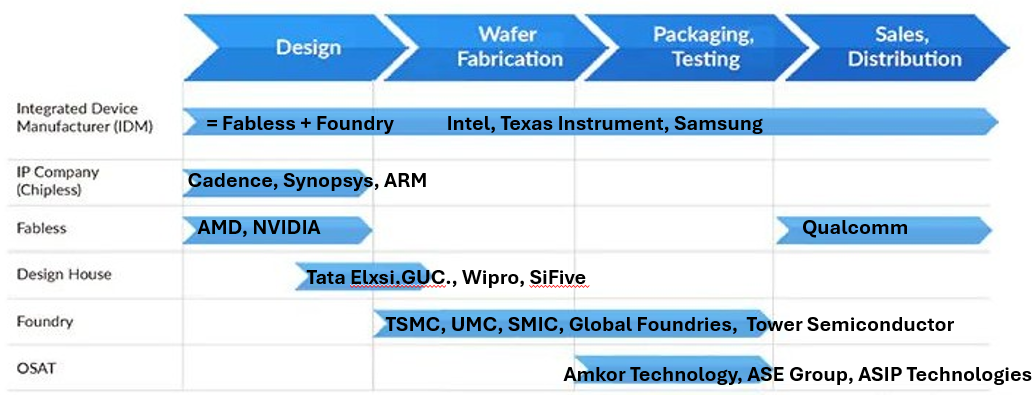 Design
Wafer
Fabrication
Packaging,
Testing
Sales,
Distribution
Integrated Device
Manufacturer (IDM)
= Fabless + Foundry
Intel, Texas Instrument, Samsung
IP Company
(Chipless)
Cadence, Synopsys, ARM
Fabless
AMD, NVIDIA
Qualcomm
Design House
Tata Elxsi.GUC., Wipro, SiFive
Foundry
TSMC, UMC, SMIC, Global Foundries, Tower Semiconductor
OSAT
Amkor Technology, ASE Group, ASIP Technologies